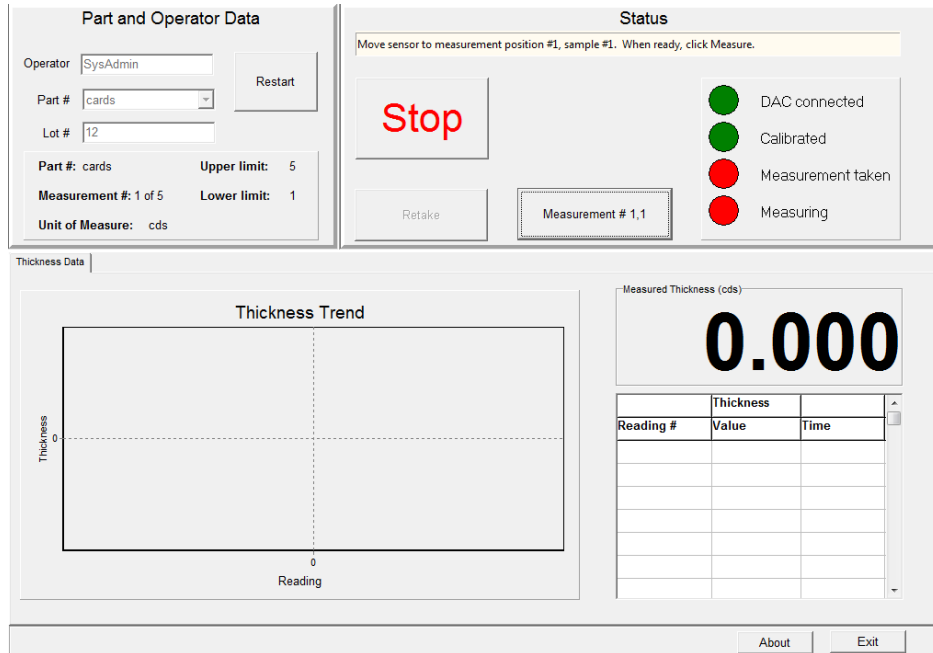 Part and Operator Data
Operator SysAdmin
Restart
Part # cards
Lot # 12
Part #: cards Upper limit: 5
Measurement #: 1 of 5 Lower limit: 1
Unit of Measure: cds
Status
Move sensor to measurement position #1, sample #1. When ready, click Measure.
Stop
DAC connected
Calibrated
Measurement taken
Measuring
Retake
Measurement # 1,1
Thickness Data
Thickness Trend
Thickness
0
0
Reading
Measured Thickness (cds)
0.000
Thickness
Reading # Value Time
About Exit